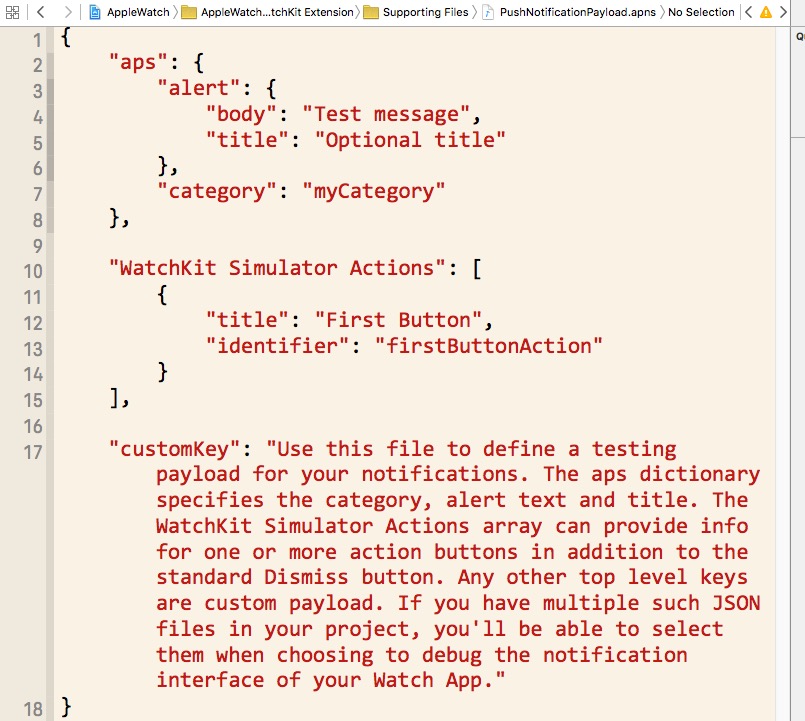 AppleWatch AppleWatch...tchKit Extension Supporting Files PushNotificationPayload.apns No Selection
Q
1 {
2 "aps": {
3 "alert": {
4 "body": "Test message",
5 "title": "Optional title"
6 },
7 "category": "myCategory"
8 },
9
10 "WatchKit Simulator Actions": [
11 {
12 "title": "First Button",
13 "identifier": "firstButtonAction"
14 }
15 ],
16
17 "customKey": "Use this file to define a testing
payload for your notifications. The aps dictionary
specifies the category, alert text and title. The
WatchKit Simulator Actions array can provide info
for one or more action buttons in addition to the
standard Dismiss button. Any other top level keys
are custom payload. If you have multiple such JSON
files in your project, you'll be able to select
them when choosing to debug the notification
interface of your Watch App."
18 }